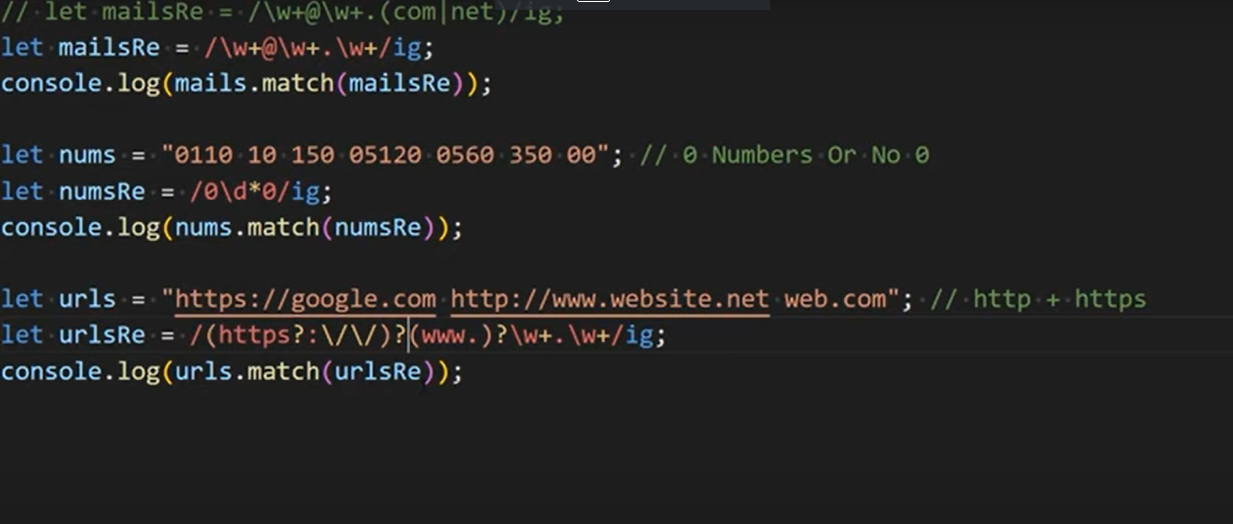 // let mailsRe = /\w+@\w+.(com|net)/ig;
let mailsRe = /\w+@\w+.\w+/ig;
console.log(mails.match(mailsRe));
let nums = "0110 10 150 05120 0560 350 00"; // 0 Numbers Or No 0
let numsRe = /0\d*0/ig;
console.log(nums.match(numsRe));
let urls = "https://google.com http://www.website.net web.com"; // http + https
let urlsRe = /(https?:\/\/)?(www.)?\w+.\w+/ig;
console.log(urls.match(urlsRe));